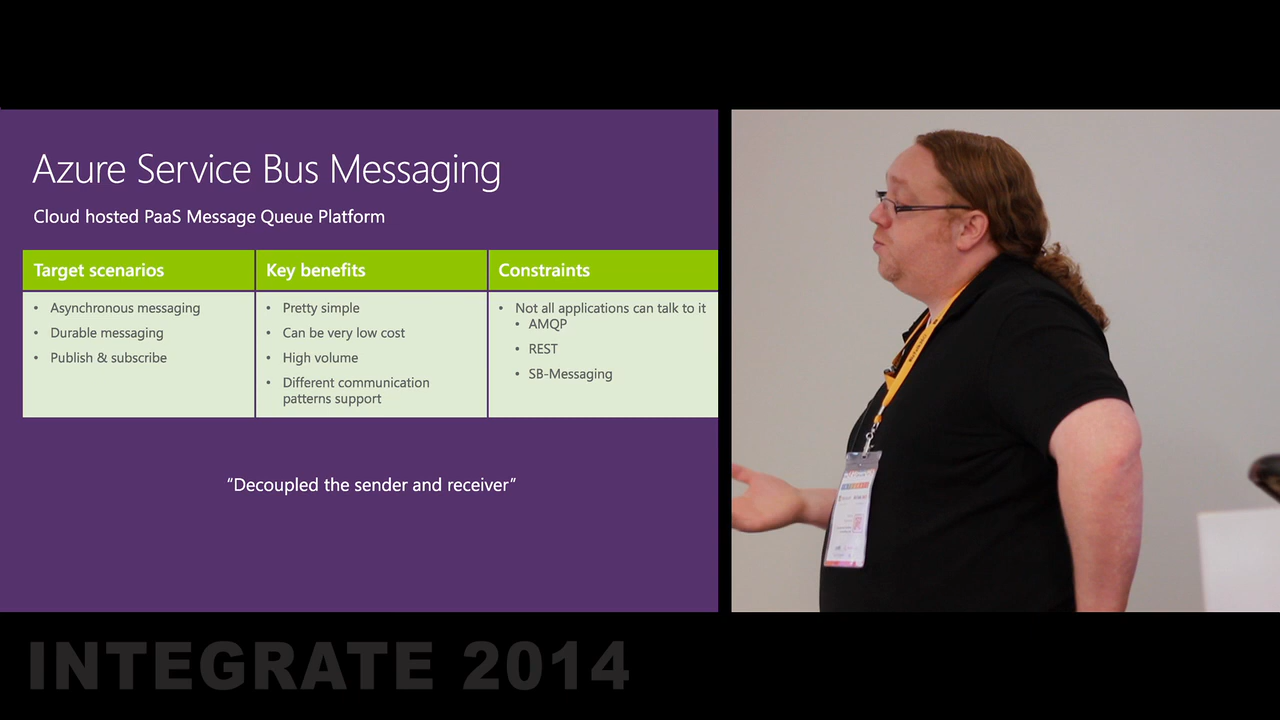 Azure Service Bus Messaging
Cloud hosted PaaS Message Queue Platform
Target scenarios
• Asynchronous messaging
• Durable messaging
• Publish & subscribe
Key benefits
• Pretty simple
• Can be very low cost
• High volume
• Different communication
patterns support
Constraints
• Not all applications can talk to it
• AMQP
• REST
• SB-Messaging
“Decoupled the sender and receiver”
INTEGRATE 2014